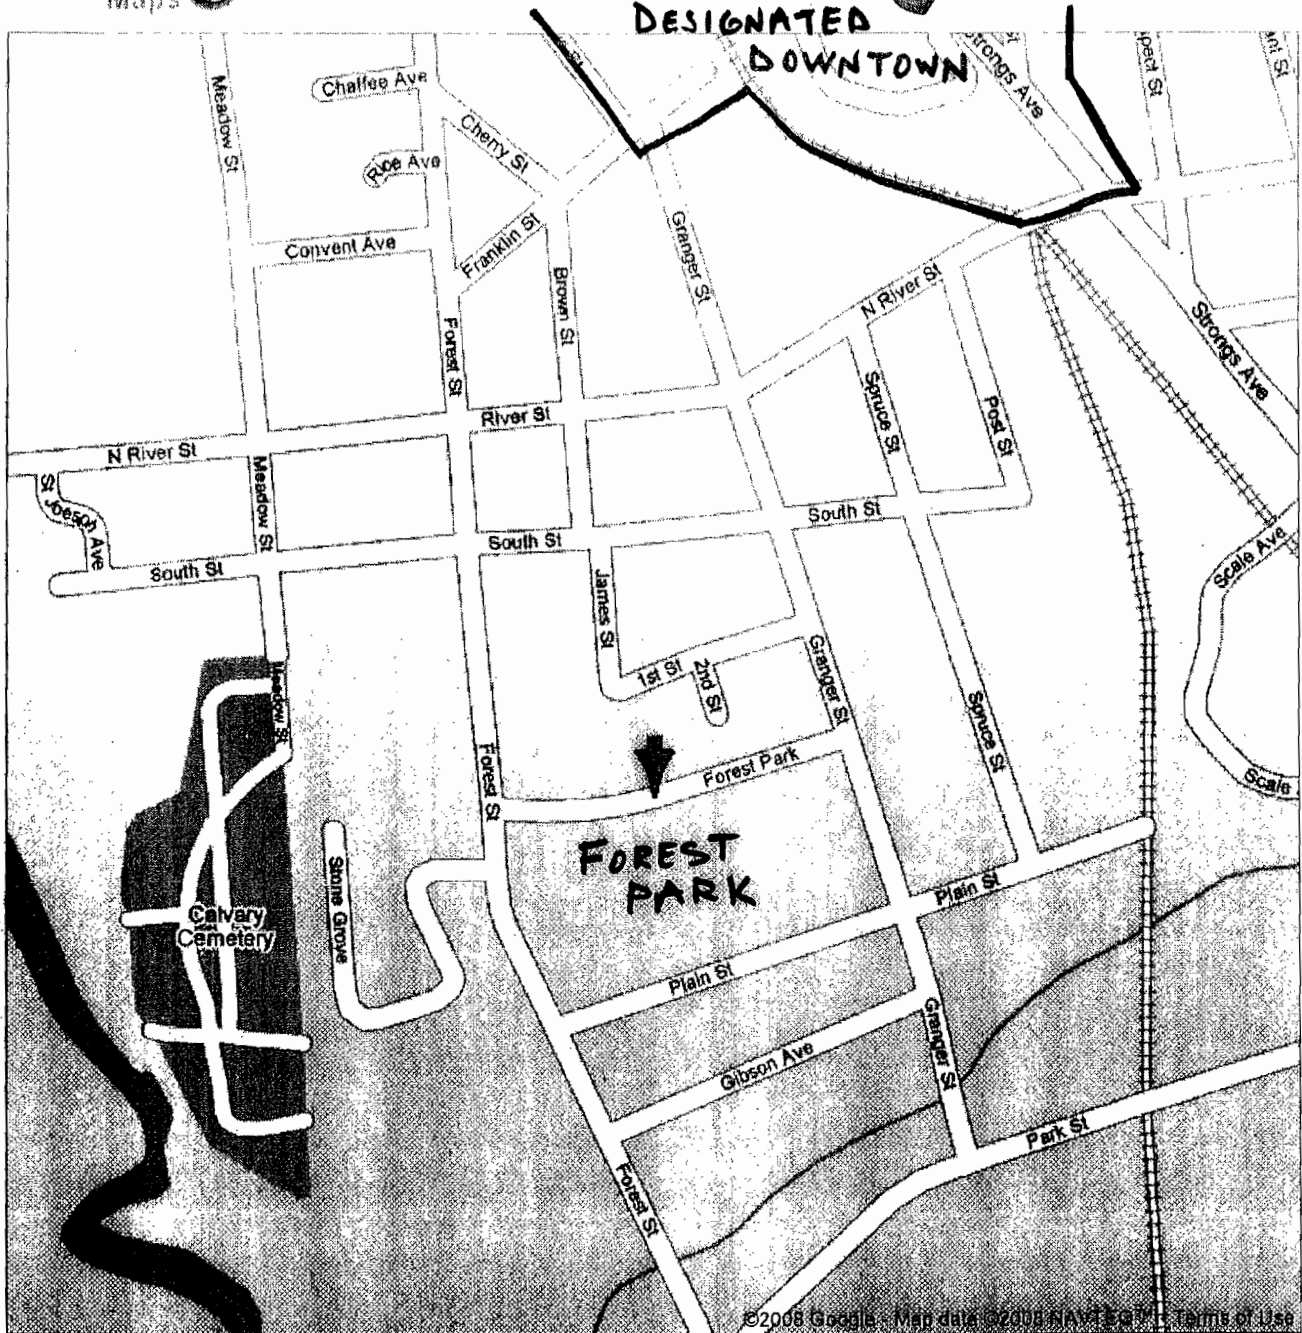 Maps
DESIGNATED
DOWNTOWN
Strongs Ave
Meadow St
Chaffee Ave
Cherry St
Rice Ave
Convent Ave
Franklin St
Granger St
Brown St
N River St
Forest St
Strongs Ave
River St
Spruce St
Post St
N River St
St
Meadow St
Ave
South St
South St
South St
James St
Scale Ave
1st St
2nd St
Granger St
Meadow St
Spruce St
Forest St
Forest Park
Scale
FOREST
PARK
Stone Grove
Plain St
Calvary
Cemetery
Plain St
Granger St
Gibson Ave
Park St
Forest St
©2008 Google - Map data ©2008 NAVTEQ™ - Terms of Use